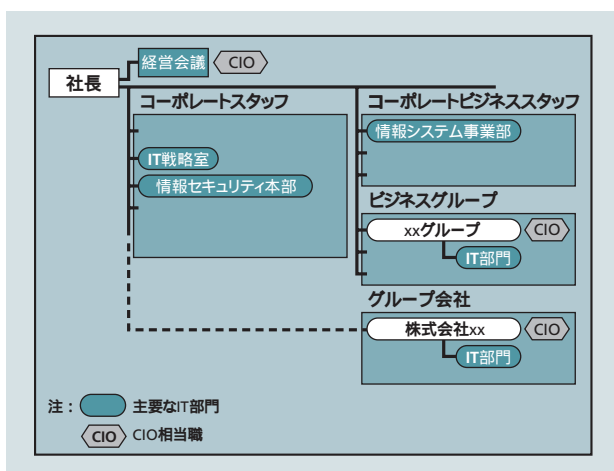 経営会議 CIO
社長
コーポレートスタッフ
IT戦略室
情報セキュリティ本部
コーポレートビジネススタッフ
情報システム事業部
ビジネスグループ
xxグループ CIO
IT部門
グループ会社
株式会社xx CIO
IT部門
注： 主要なIT部門
CIO CIO相当職